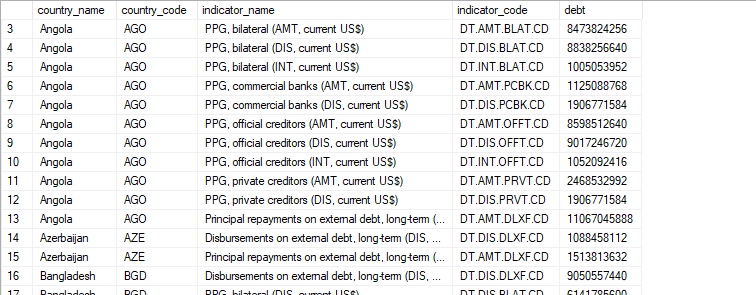 country_name country_code indicator_name indicator_code debt
3 Angola AGO PPG, bilateral (AMT, current US$) DT.AMT.BLAT.CD 8473824256
4 Angola AGO PPG, bilateral (DIS, current US$) DT.DIS.BLAT.CD 8838256640
5 Angola AGO PPG, bilateral (INT, current US$) DT.INT.BLAT.CD 1005053952
6 Angola AGO PPG, commercial banks (AMT, current US$) DT.AMT.PCBK.CD 1125088768
7 Angola AGO PPG, commercial banks (DIS, current US$) DT.DIS.PCBK.CD 1906771584
8 Angola AGO PPG, official creditors (AMT, current US$) DT.AMT.OFFT.CD 8598512640
9 Angola AGO PPG, official creditors (DIS, current US$) DT.DIS.OFFT.CD 9017246720
10 Angola AGO PPG, official creditors (INT, current US$) DT.INT.OFFT.CD 1052092416
11 Angola AGO PPG, private creditors (AMT, current US$) DT.AMT.PRVT.CD 2468532992
12 Angola AGO PPG, private creditors (DIS, current US$) DT.DIS.PRVT.CD 1906771584
13 Angola AGO Principal repayments on external debt, long-term (... DT.AMT.DLXF.CD 11067045888
14 Azerbaijan AZE Disbursements on external debt, long-term (DIS, ... DT.DIS.DLXF.CD 1088458112
15 Azerbaijan AZE Principal repayments on external debt, long-term (... DT.AMT.DLXF.CD 1513813632
16 Bangladesh BGD Disbursements on external debt, long-term (DIS, ... DT.DIS.DLXF.CD 9050557440
17 Bangladesh BGD PPG, bilateral (DIS, current US$) DT.DIS.BLAT.CD 6141785600